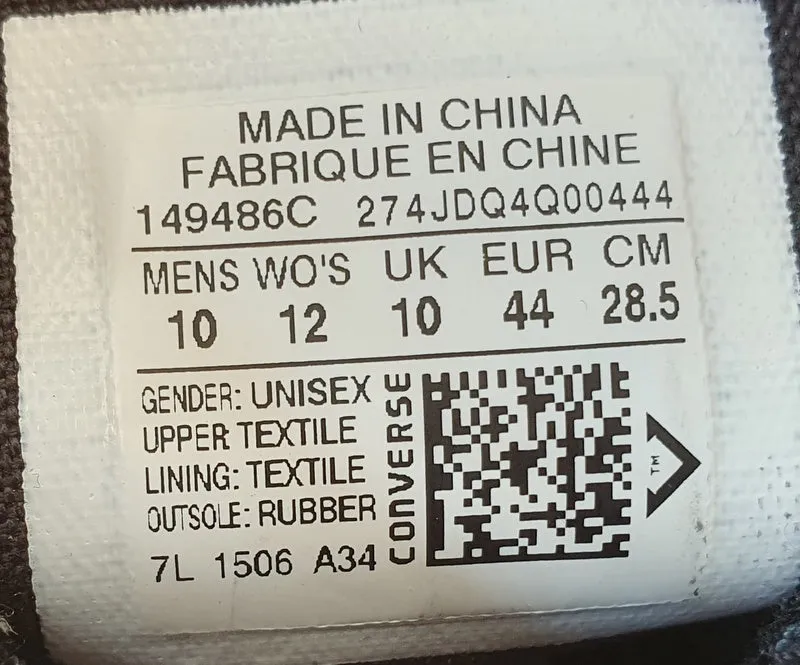 MADE IN CHINA
FABRIQUE EN CHINE
149486C 274JDQ4Q00444
MENS WO'S UK EUR CM
10 12 10 44 28.5
GENDER: UNISEX
UPPER TEXTILE
LINING: TEXTILE
OUTSOLE: RUBBER
7L 1506 A34
CONVERSE
TM